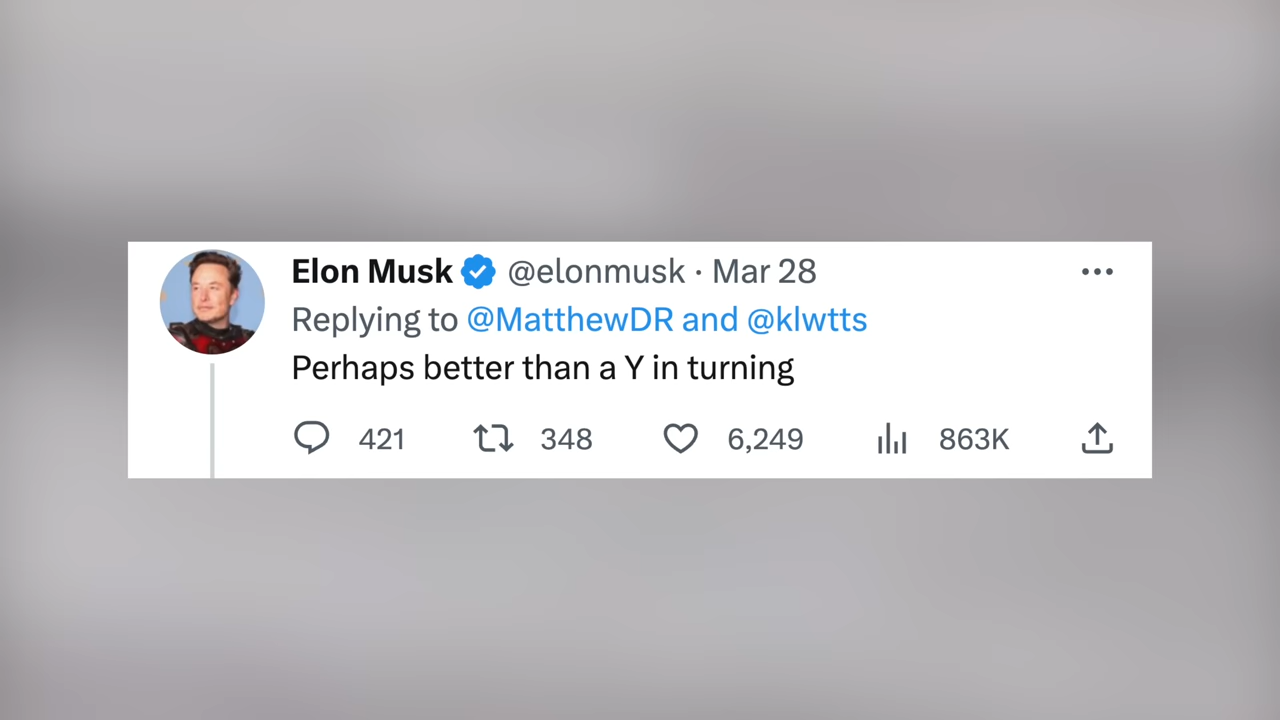 Elon Musk @elonmusk · Mar 28
Replying to @MatthewDR and @klwtts
Perhaps better than a Y in turning
421 348 6,249 863K